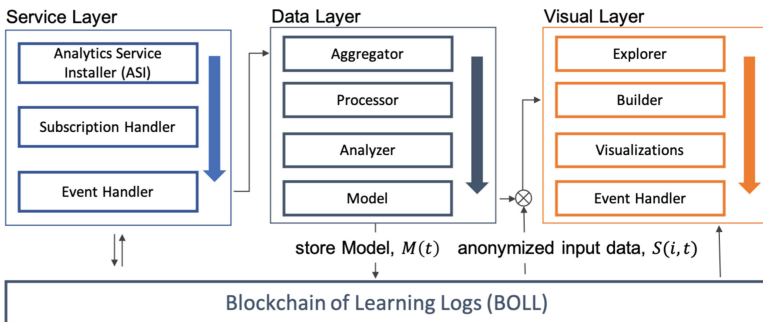 Service Layer
Analytics Service
Installer (ASI)
Subscription Handler
Event Handler
Data Layer
Aggregator
Processor
Analyzer
Model
Visual Layer
Explorer
Builder
Visualizations
Event Handler
store Model, M(t)
anonymized input data, S(i,t)
Blockchain of Learning Logs (BOLL)